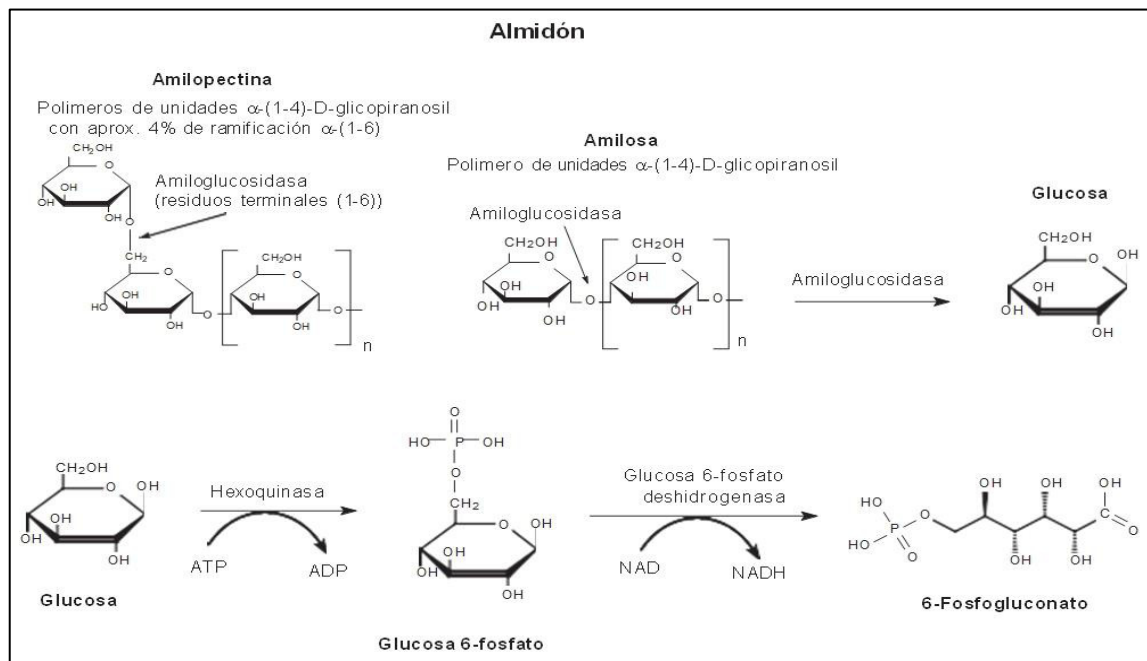 Almidón
Amilopectina
Polimeros de unidades α-(1-4)-D-glicopiranosil
con aprox. 4% de ramificación α-(1-6)
CH₂OH
O
OH
OH
OH
O
Amiloglucosidasa
(residuos terminales (1-6))
CH₂
O
HO
OH
OH
O
CH₂OH
O
OH
OH
O
n
Amilosa
Polimero de unidades α-(1-4)-D-glicopiranosil
Amiloglucosidasa
CH₂OH
O
OH
OH
OH
O
CH₂OH
O
OH
OH
O
n
Amiloglucosidasa
Glucosa
CH₂OH
O
OH
OH
OH
OH
CH₂OH
O
OH
OH
OH
OH
Glucosa
Hexoquinasa
ATP
ADP
O
HO
P
OH
O
CH₂
O
OH
OH
OH
OH
Glucosa 6-fosfato
Glucosa 6-fosfato
deshidrogenasa
NAD
NADH
HO
HO
P
O
O
OH
OH
OH
OH
OH
C
O
6-Fosfogluconato